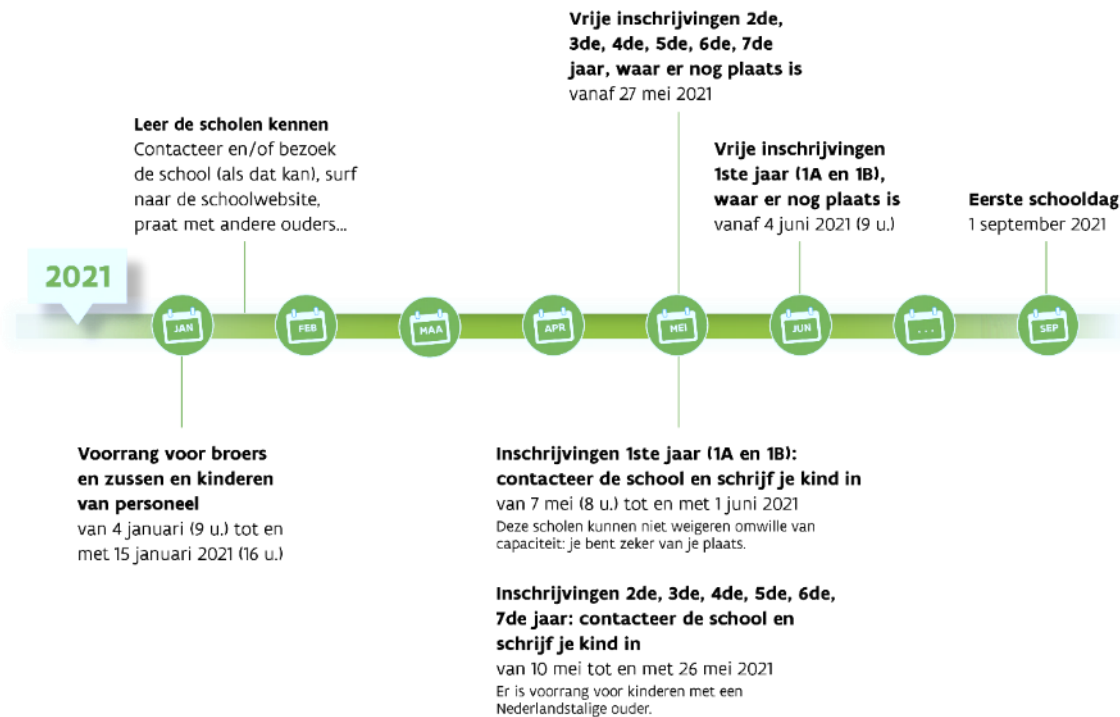 Vrije inschrijvingen 2de,
3de, 4de, 5de, 6de, 7de
jaar, waar er nog plaats is
vanaf 27 mei 2021
Leer de scholen kennen
Contacteer en/of bezoek
de school (als dat kan), surf
naar de schoolwebsite,
praat met andere ouders...
Vrije inschrijvingen
1ste jaar (1A en 1B),
waar er nog plaats is
vanaf 4 juni 2021 (9 u.)
Eerste schooldag
1 september 2021
2021
JAN
FEB
MAA
APR
MEI
JUN
...
SEP
Voorrang voor broers
en zussen en kinderen
van personeel
van 4 januari (9 u.) tot en
met 15 januari 2021 (16 u.)
Inschrijvingen 1ste jaar (1A en 1B):
contacteer de school en schrijf je kind in
van 7 mei (8 u.) tot en met 1 juni 2021
Deze scholen kunnen niet weigeren omwille van
capaciteit: je bent zeker van je plaats.
Inschrijvingen 2de, 3de, 4de, 5de, 6de,
7de jaar: contacteer de school en
schrijf je kind in
van 10 mei tot en met 26 mei 2021
Er is voorrang voor kinderen met een
Nederlandstalige ouder.